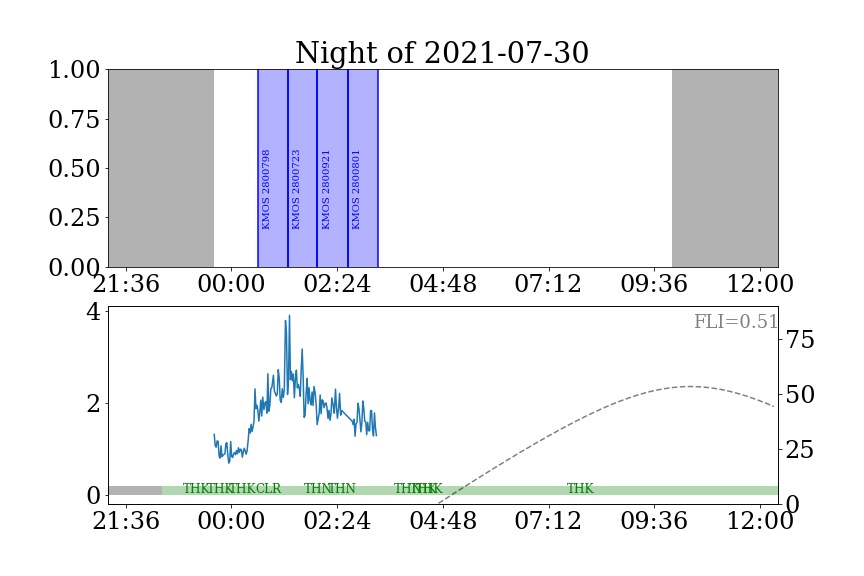 Night of 2021-07-30
1.00
0.75
0.50
0.25
0.00
KMOS 2800798
KMOS 2800723
KMOS 2800921
KMOS 2800801
21:36 00:00 02:24 04:48 07:12 09:36 12:00
4
2
0
FLI=0.51
75
50
25
0
THK THK THK CLR THN THN THN THK THK THK
21:36 00:00 02:24 04:48 07:12 09:36 12:00